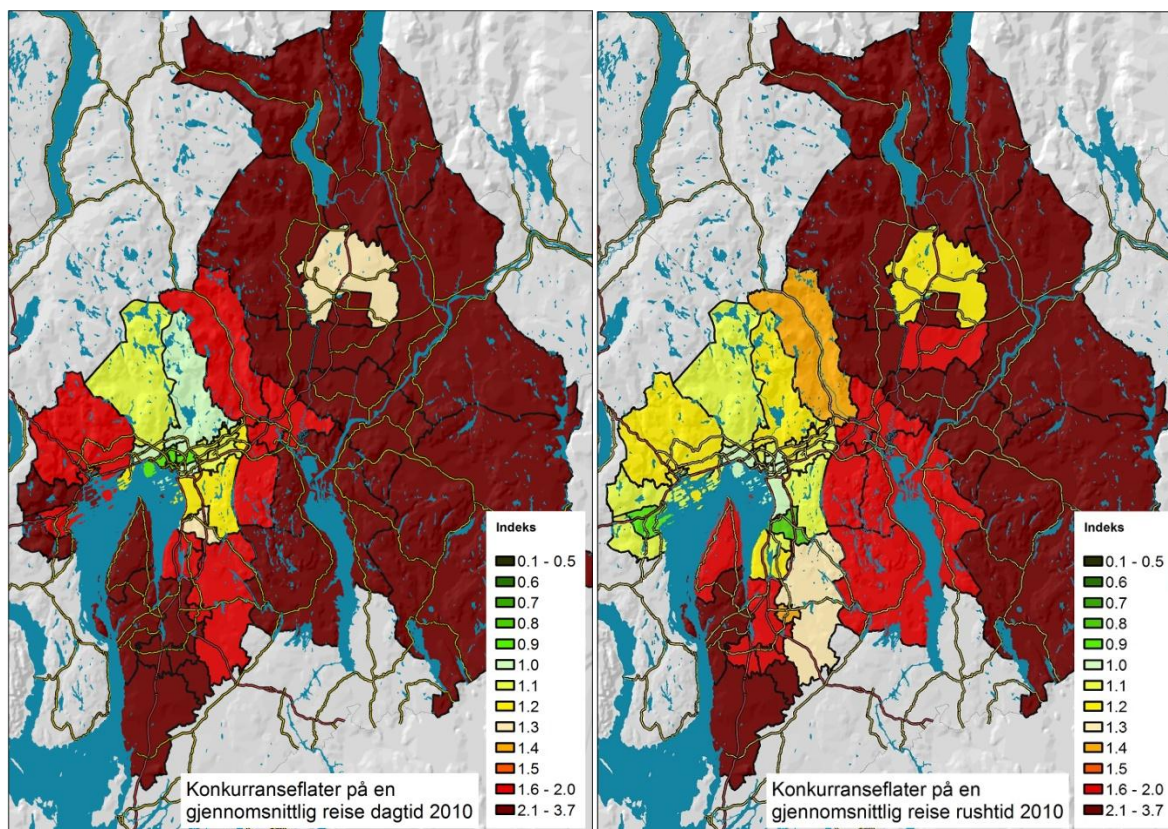 Indeks
0.1 - 0.5
0.6
0.7
0.8
0.9
1.0
1.1
1.2
1.3
1.4
1.5
1.6 - 2.0
2.1 - 3.7
Konkurranseflater på en
gjennomsnittlig reise dagtid 2010
Indeks
0.1 - 0.5
0.6
0.7
0.8
0.9
1.0
1.1
1.2
1.3
1.4
1.5
1.6 - 2.0
2.1 - 3.7
Konkurranseflater på en
gjennomsnittlig reise rushtid 2010